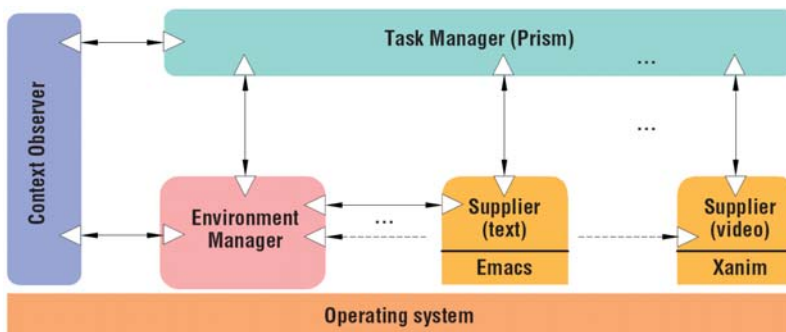 Task Manager (Prism)
...
...
Context Observer
Environment
Manager
...
Supplier
(text)
Emacs
Supplier
(video)
Xanim
Operating system